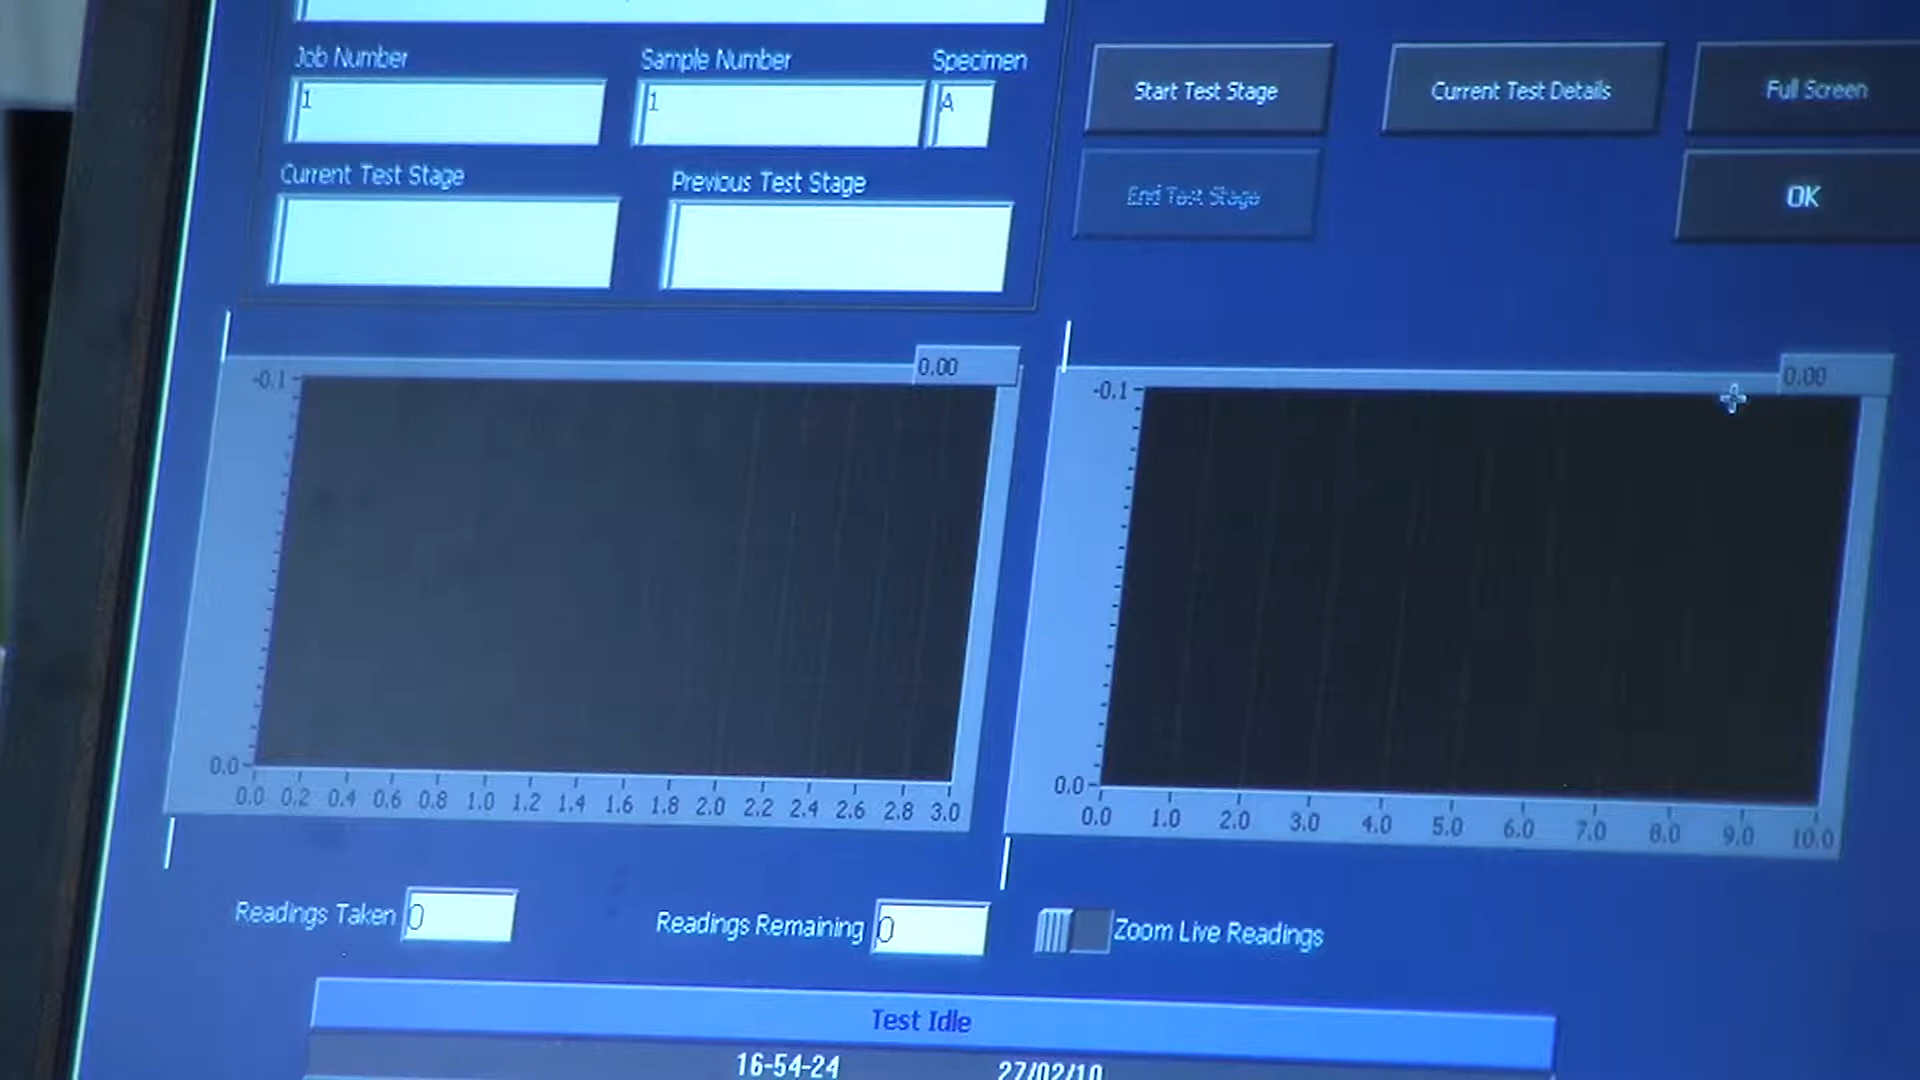 Job Number Sample Number Specimen
1 1 A
Start Test Stage Current Test Details Full Screen
Current Test Stage Previous Test Stage
End Test Stage OK
0.00
-0.1
0.0
0.0 0.2 0.4 0.6 0.8 1.0 1.2 1.4 1.6 1.8 2.0 2.2 2.4 2.6 2.8 3.0
0.00
-0.1
0.0
0.0 1.0 2.0 3.0 4.0 5.0 6.0 7.0 8.0 9.0 10.0
Readings Taken 0 Readings Remaining 0 Zoom Live Readings
Test Idle
16-54-24 27/02/10